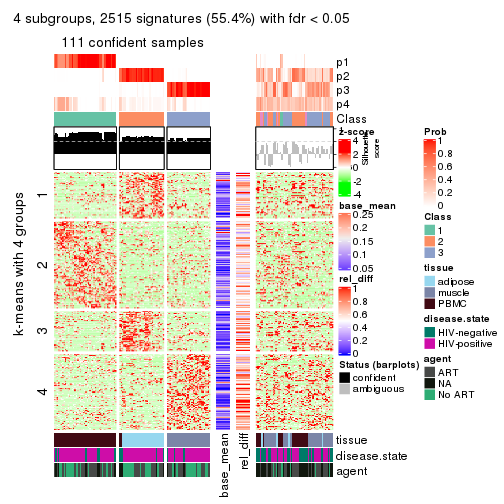 4 subgroups, 2515 signatures (55.4%) with fdr < 0.05
111 confident samples
p1
p2
p3
p4
Class
k-means with 4 groups
1
2
3
4
z-score
4
2
0
-2
-4
Silhouette score
base_mean
0.25
0.2
0.15
0.1
0.05
rel_diff
1
0.8
0.6
0.4
0.2
0
Status (barplots)
confident
ambiguous
Prob
1
0.8
0.6
0.4
0.2
0
Class
1
2
3
tissue
adipose
muscle
PBMC
disease.state
HIV-negative
HIV-positive
agent
ART
NA
No ART
tissue
disease.state
agent
base_mean
rel_diff